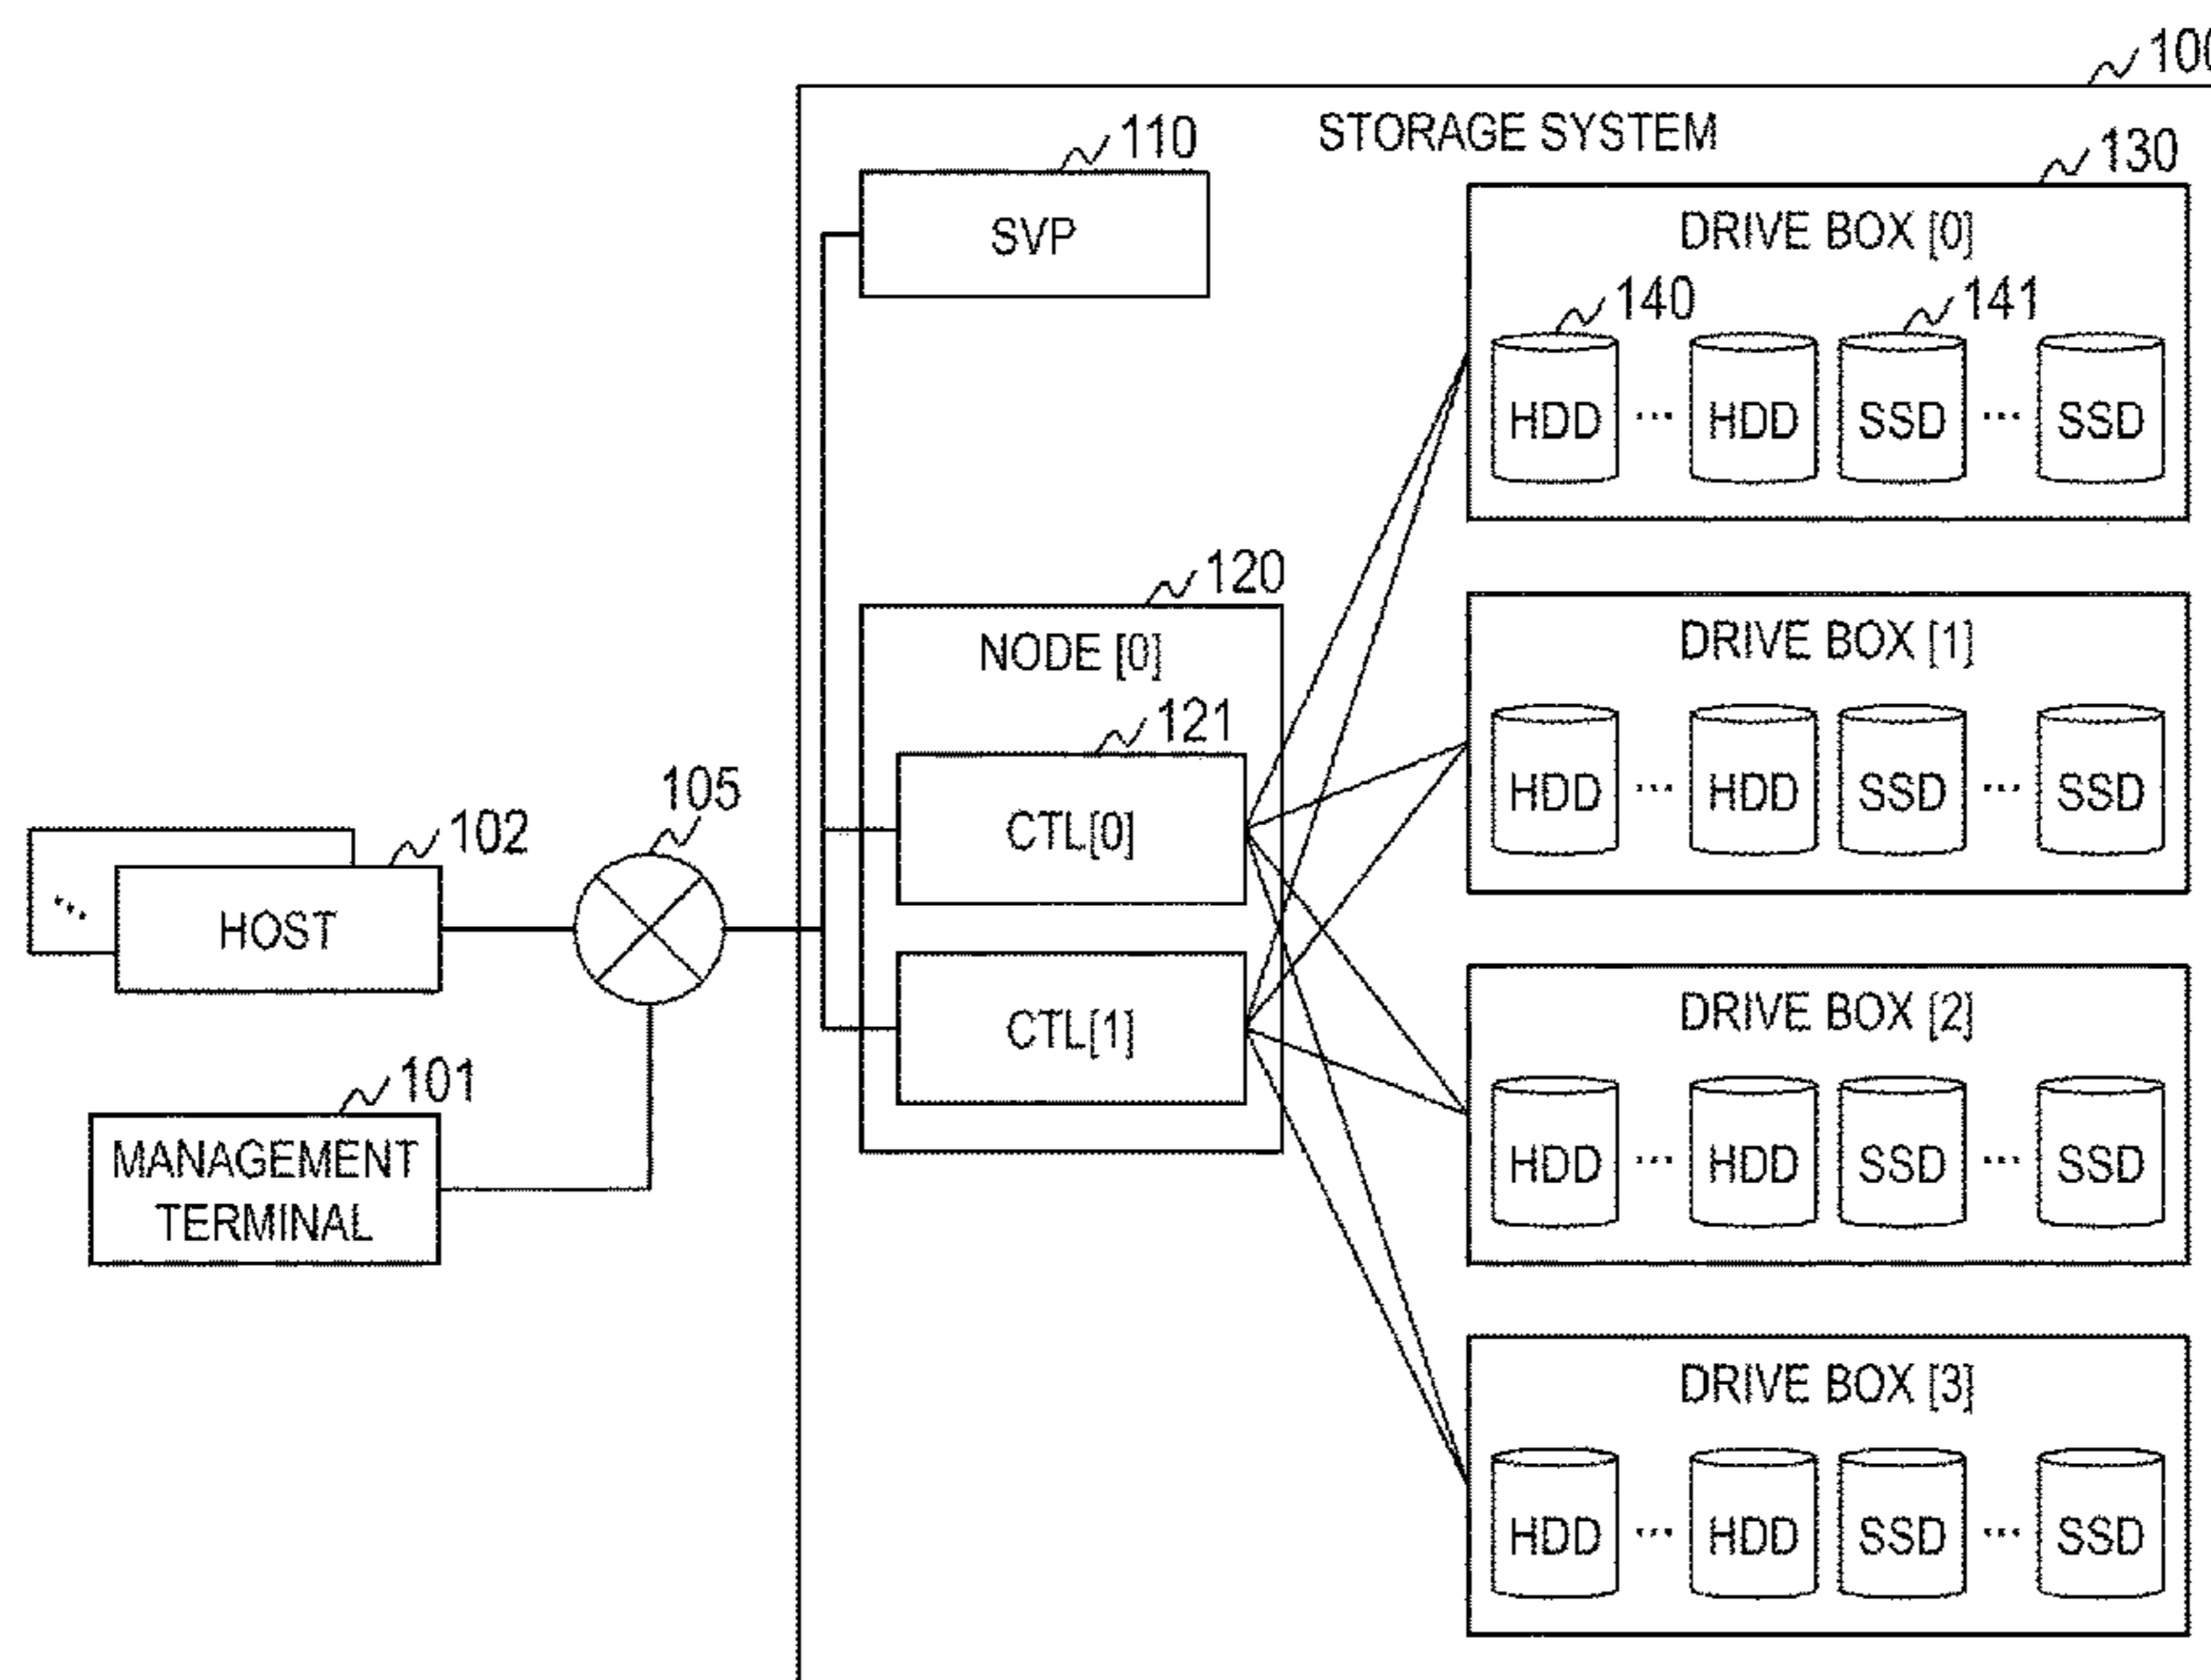 100
STORAGE SYSTEM
110
SVP
130
DRIVE BOX [0]
140
141
HDD ... HDD SSD ... SSD
120
NODE [0]
DRIVE BOX [1]
121
CTL[0]
HDD ... HDD SSD ... SSD
105
102
...
HOST
CTL[1]
DRIVE BOX [2]
101
MANAGEMENT
TERMINAL
HDD ... HDD SSD ... SSD
DRIVE BOX [3]
HDD ... HDD SSD ... SSD